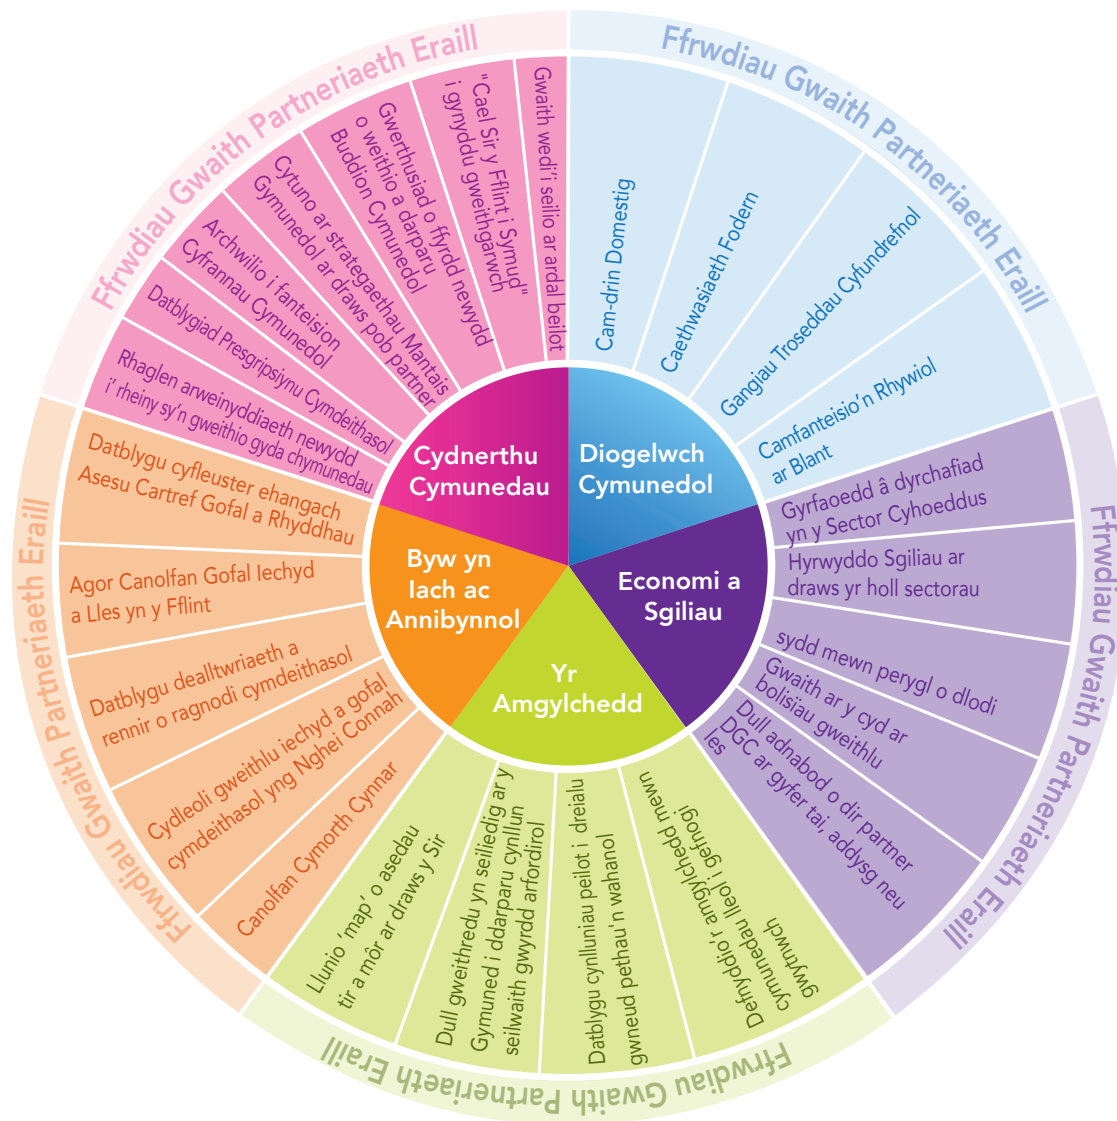 Ffrwdiau Gwaith Partneriaeth Eraill
Cam-drin Domestig
Caethwasiaeth Fodern
Gangiau Troseddau Cyfundrefnol
Camfanteisio'n Rhywiol
ar Blant
Diogelwch
Cymunedol
Ffrwdiau Gwaith Partneriaeth Eraill
Gyrfaoedd â dyrchafiad
yn y Sector Cyhoeddus
Hyrwyddo Sgiliau ar
draws yr holl sectorau
sydd mewn perygl o dlodi
Gwaith ar y cyd ar
bolisiau gweithlu
Dull adnabod o dir partner
DGC ar gyfer tai, addysg neu
les
Economi a
Sgiliau
Ffrwdiau Gwaith Partneriaeth Eraill
Defnyddio'r amgylchedd mewn
cymunedau lleol i gefnogi
gwytnwch
Datblygu cynlluniau peilot i dreialu
gwneud pethau'n wahanol
Dull gweithredu yn seiliedig ar y
Gymuned i ddarparu cynllun
seilwaith gwyrdd arfordirol
Llunio 'map' o asedau
tir a môr ar draws y Sir
Yr
Amgylchedd
Ffrwdiau Gwaith Partneriaeth Eraill
Canolfan Cymorth Cynnar
Cydleoli gweithlu iechyd a gofal
cymdeithasol yng Nghei Connah
Datblygu dealltwriaeth a
rennir o ragnodi cymdeithasol
Agor Canolfan Gofal Iechyd
a Lles yn y Fflint
Datblygu cyfleuster ehangach
Asesu Cartref Gofal a Rhyddhau
Byw yn
Iach ac
Annibynnol
Ffrwdiau Gwaith Partneriaeth Eraill
Rhaglen arweinyddiaeth newydd
i' rheiny sy'n gweithio gyda chymunedau
Datblygiad Presgripsiynu Cymdeithasol
Archwilio i fanteision
Cyfrannau Cymunedol
Cytuno ar strategaethau Mantais
Gymunedol ar draws pob partner
Gwerthusiad o ffyrdd newydd
o weithio a darparu
Buddion Cymunedol
"Cael Sir y Fflint i Symud"
i gynyddu gweithgarwch
Gwaith wedi'i seilio ar ardal beilot
Cydnerthu
Cymunedau